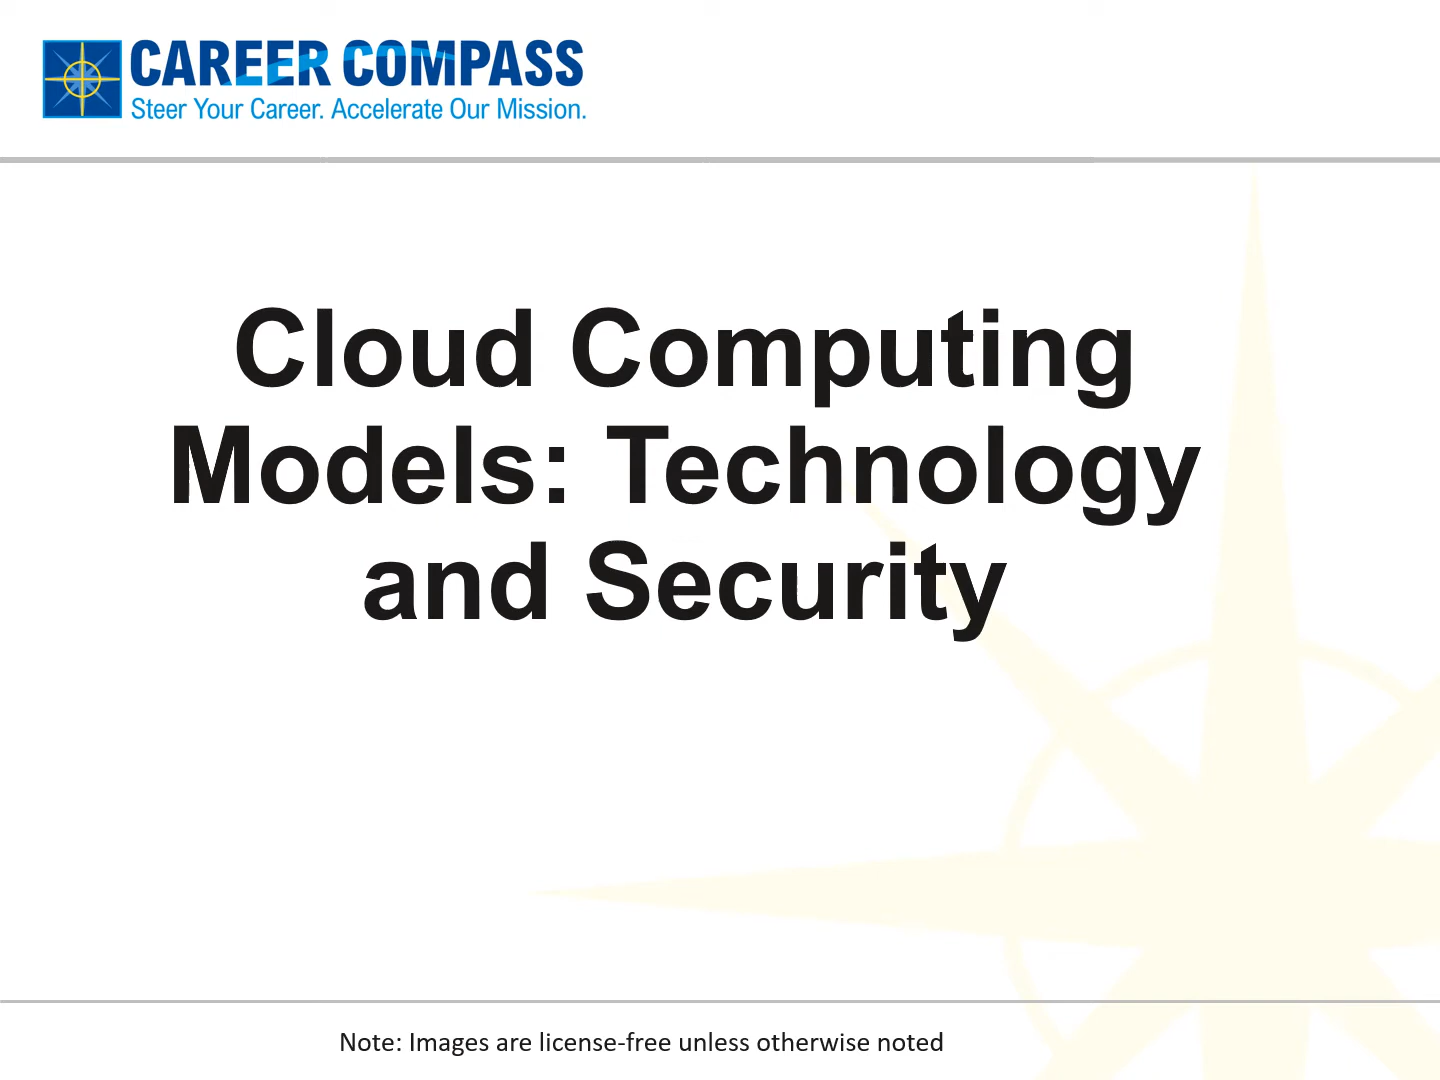 CAREER COMPASS
Steer Your Career. Accelerate Our Mission.
Cloud Computing
Models: Technology
and Security
Note: Images are license-free unless otherwise noted